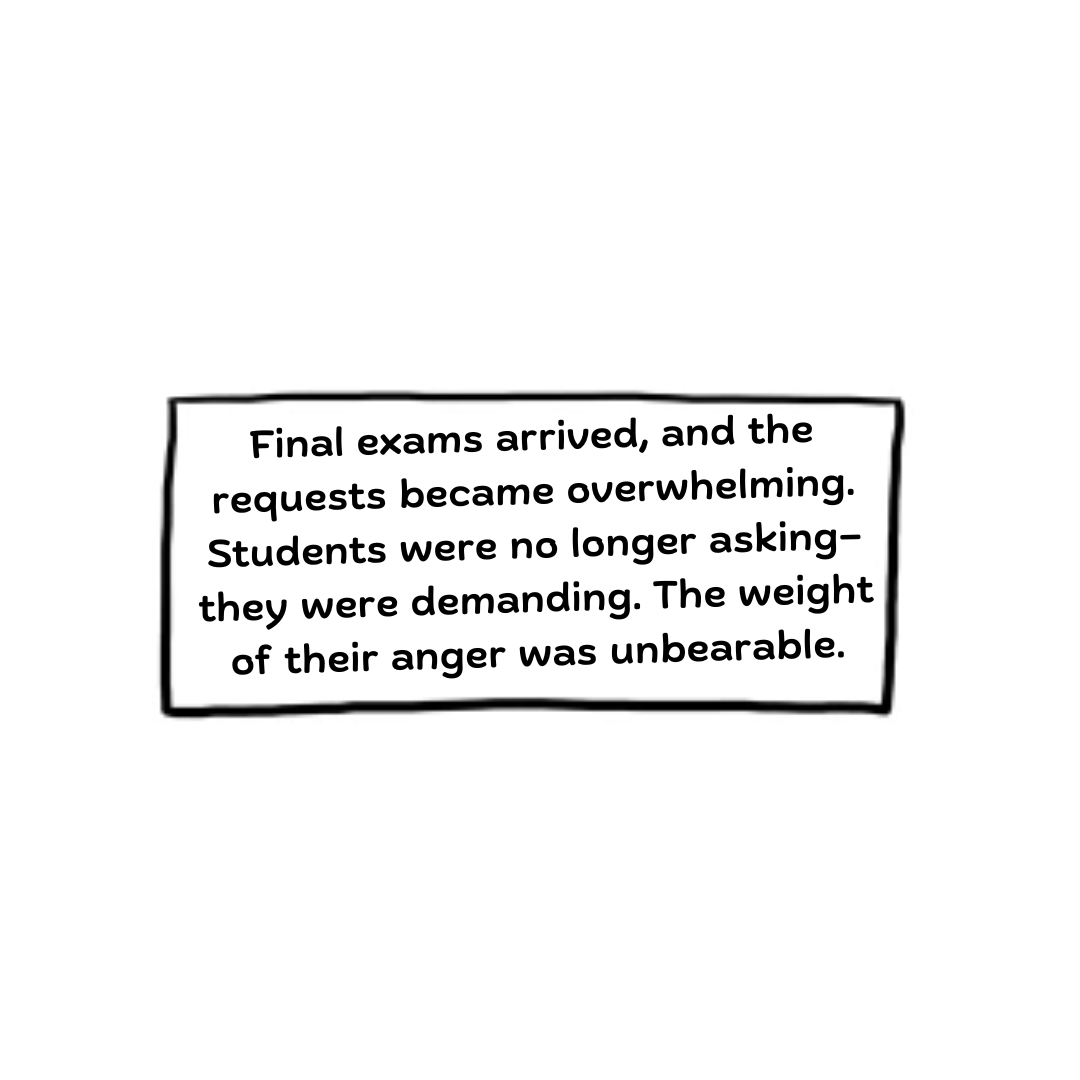 Final exams arrived, and the
requests became overwhelming.
Students were no longer asking–
they were demanding. The weight
of their anger was unbearable.